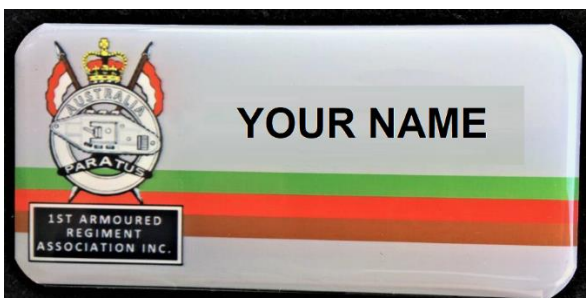 AUSTRALIA
PARATUS
YOUR NAME
1ST ARMOURED
REGIMENT
ASSOCIATION INC.